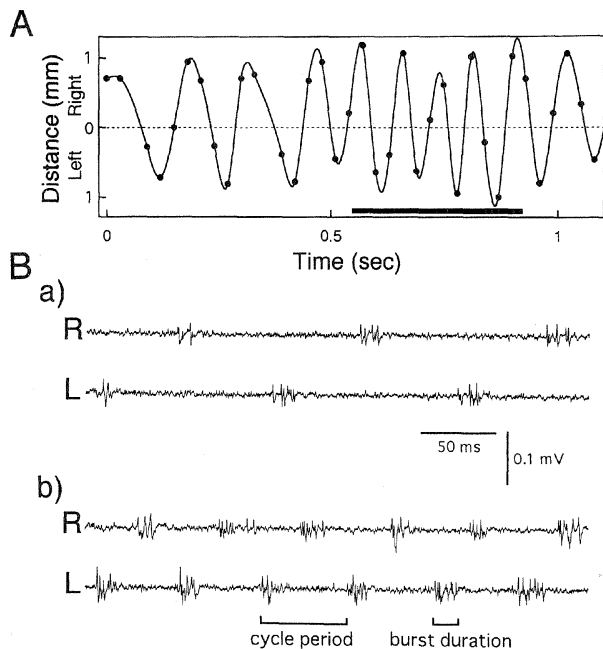 A
Distance (mm)
Right
Left
1
0
1
0
0.5
1
Time (sec)
B
a)
R
L
50 ms
0.1 mV
b)
R
L
cycle period
burst duration